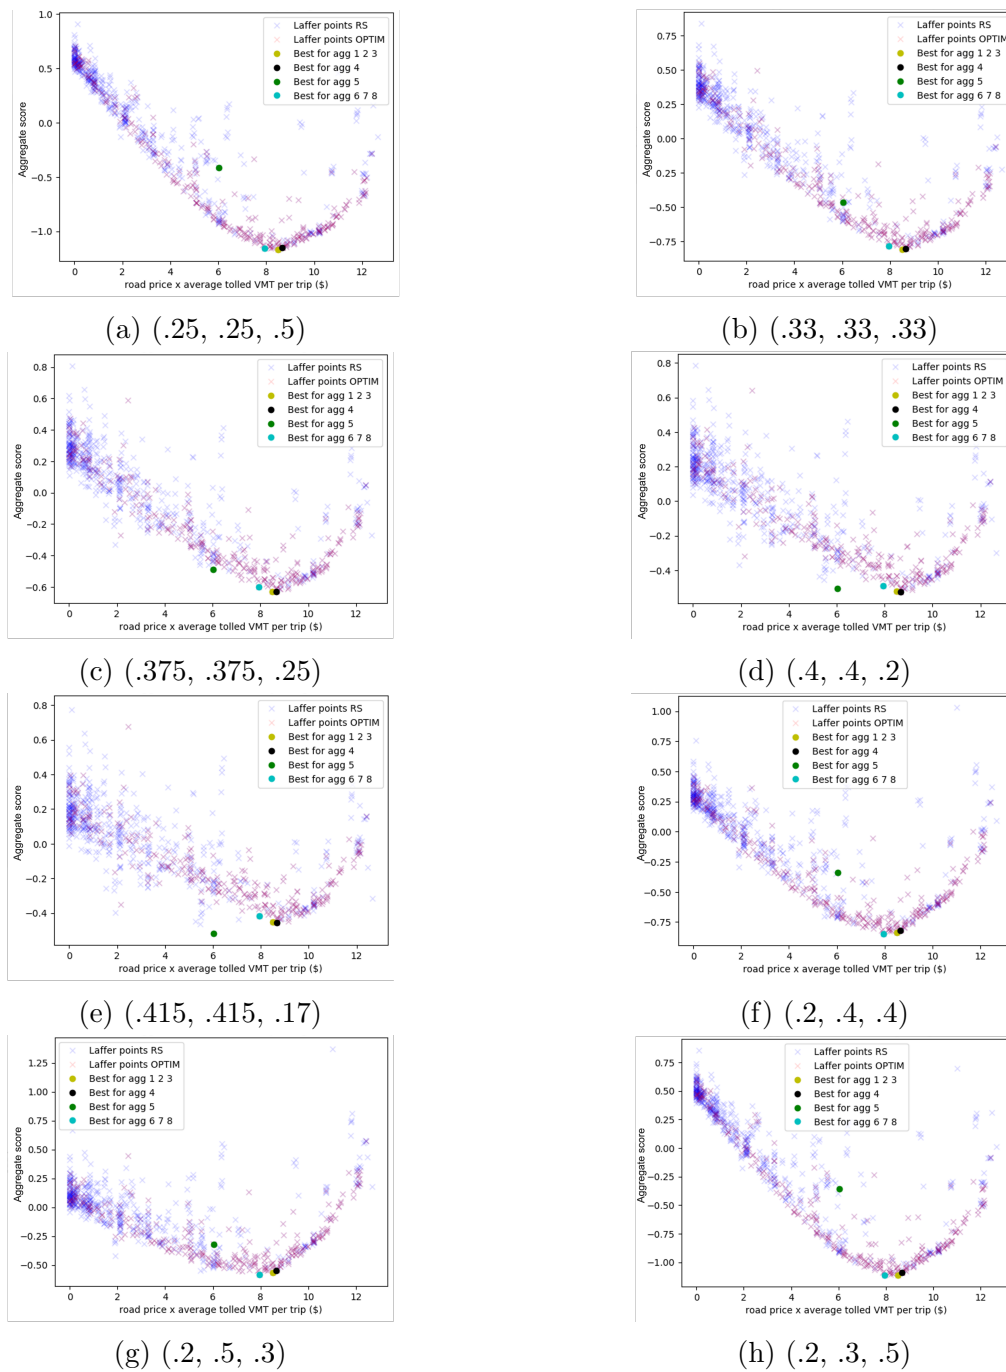 1.0
0.5
0.0
−0.5
−1.0
Aggregate score
Laffer points RS
Laffer points OPTIM
Best for agg 1 2 3
Best for agg 4
Best for agg 5
Best for agg 6 7 8
0 2 4 6 8 10 12
road price x average tolled VMT per trip ($)
(a) (.25, .25, .5)
0.75
0.50
0.25
0.00
−0.25
−0.50
−0.75
Aggregate score
Laffer points RS
Laffer points OPTIM
Best for agg 1 2 3
Best for agg 4
Best for agg 5
Best for agg 6 7 8
0 2 4 6 8 10 12
road price x average tolled VMT per trip ($)
(b) (.33, .33, .33)
0.8
0.6
0.4
0.2
0.0
−0.2
−0.4
−0.6
Aggregate score
Laffer points RS
Laffer points OPTIM
Best for agg 1 2 3
Best for agg 4
Best for agg 5
Best for agg 6 7 8
0 2 4 6 8 10 12
road price x average tolled VMT per trip ($)
(c) (.375, .375, .25)
0.8
0.6
0.4
0.2
0.0
−0.2
−0.4
Aggregate score
Laffer points RS
Laffer points OPTIM
Best for agg 1 2 3
Best for agg 4
Best for agg 5
Best for agg 6 7 8
0 2 4 6 8 10 12
road price x average tolled VMT per trip ($)
(d) (.4, .4, .2)
0.8
0.6
0.4
0.2
0.0
−0.2
−0.4
Aggregate score
Laffer points RS
Laffer points OPTIM
Best for agg 1 2 3
Best for agg 4
Best for agg 5
Best for agg 6 7 8
0 2 4 6 8 10 12
road price x average tolled VMT per trip ($)
(e) (.415, .415, .17)
1.00
0.75
0.50
0.25
0.00
−0.25
−0.50
−0.75
Aggregate score
Laffer points RS
Laffer points OPTIM
Best for agg 1 2 3
Best for agg 4
Best for agg 5
Best for agg 6 7 8
0 2 4 6 8 10 12
road price x average tolled VMT per trip ($)
(f) (.2, .4, .4)
1.25
1.00
0.75
0.50
0.25
0.00
−0.25
−0.50
Aggregate score
Laffer points RS
Laffer points OPTIM
Best for agg 1 2 3
Best for agg 4
Best for agg 5
Best for agg 6 7 8
0 2 4 6 8 10 12
road price x average tolled VMT per trip ($)
(g) (.2, .5, .3)
0.75
0.50
0.25
0.00
−0.25
−0.50
−0.75
−1.00
Aggregate score
Laffer points RS
Laffer points OPTIM
Best for agg 1 2 3
Best for agg 4
Best for agg 5
Best for agg 6 7 8
0 2 4 6 8 10 12
road price x average tolled VMT per trip ($)
(h) (.2, .3, .5)